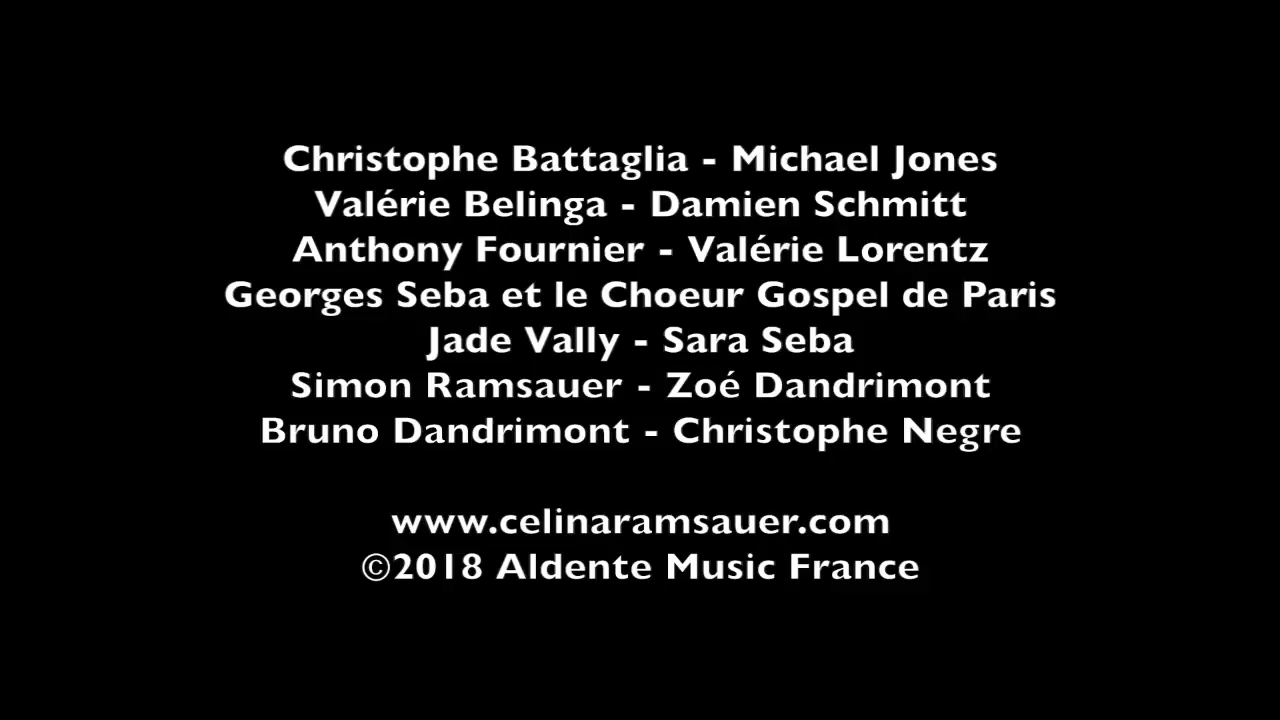 Christophe Battaglia - Michael Jones
Valérie Belinga - Damien Schmitt
Anthony Fournier - Valérie Lorentz
Georges Seba et le Choeur Gospel de Paris
Jade Vally - Sara Seba
Simon Ramsauer - Zoé Dandrimont
Bruno Dandrimont - Christophe Negre
www.celinaramsauer.com
©2018 Aldente Music France